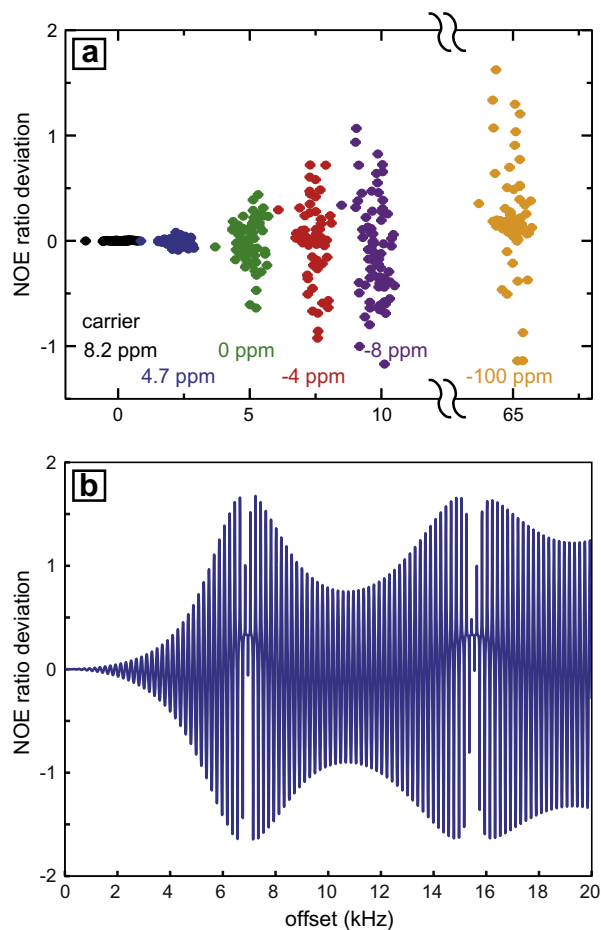 2
a
1
0
-1
NOE ratio deviation
carrier
8.2 ppm
0 ppm
-8 ppm
4.7 ppm
-4 ppm
-100 ppm
0 5 10 65
2
b
1
0
-1
-2
NOE ratio deviation
0 2 4 6 8 10 12 14 16 18 20
offset (kHz)